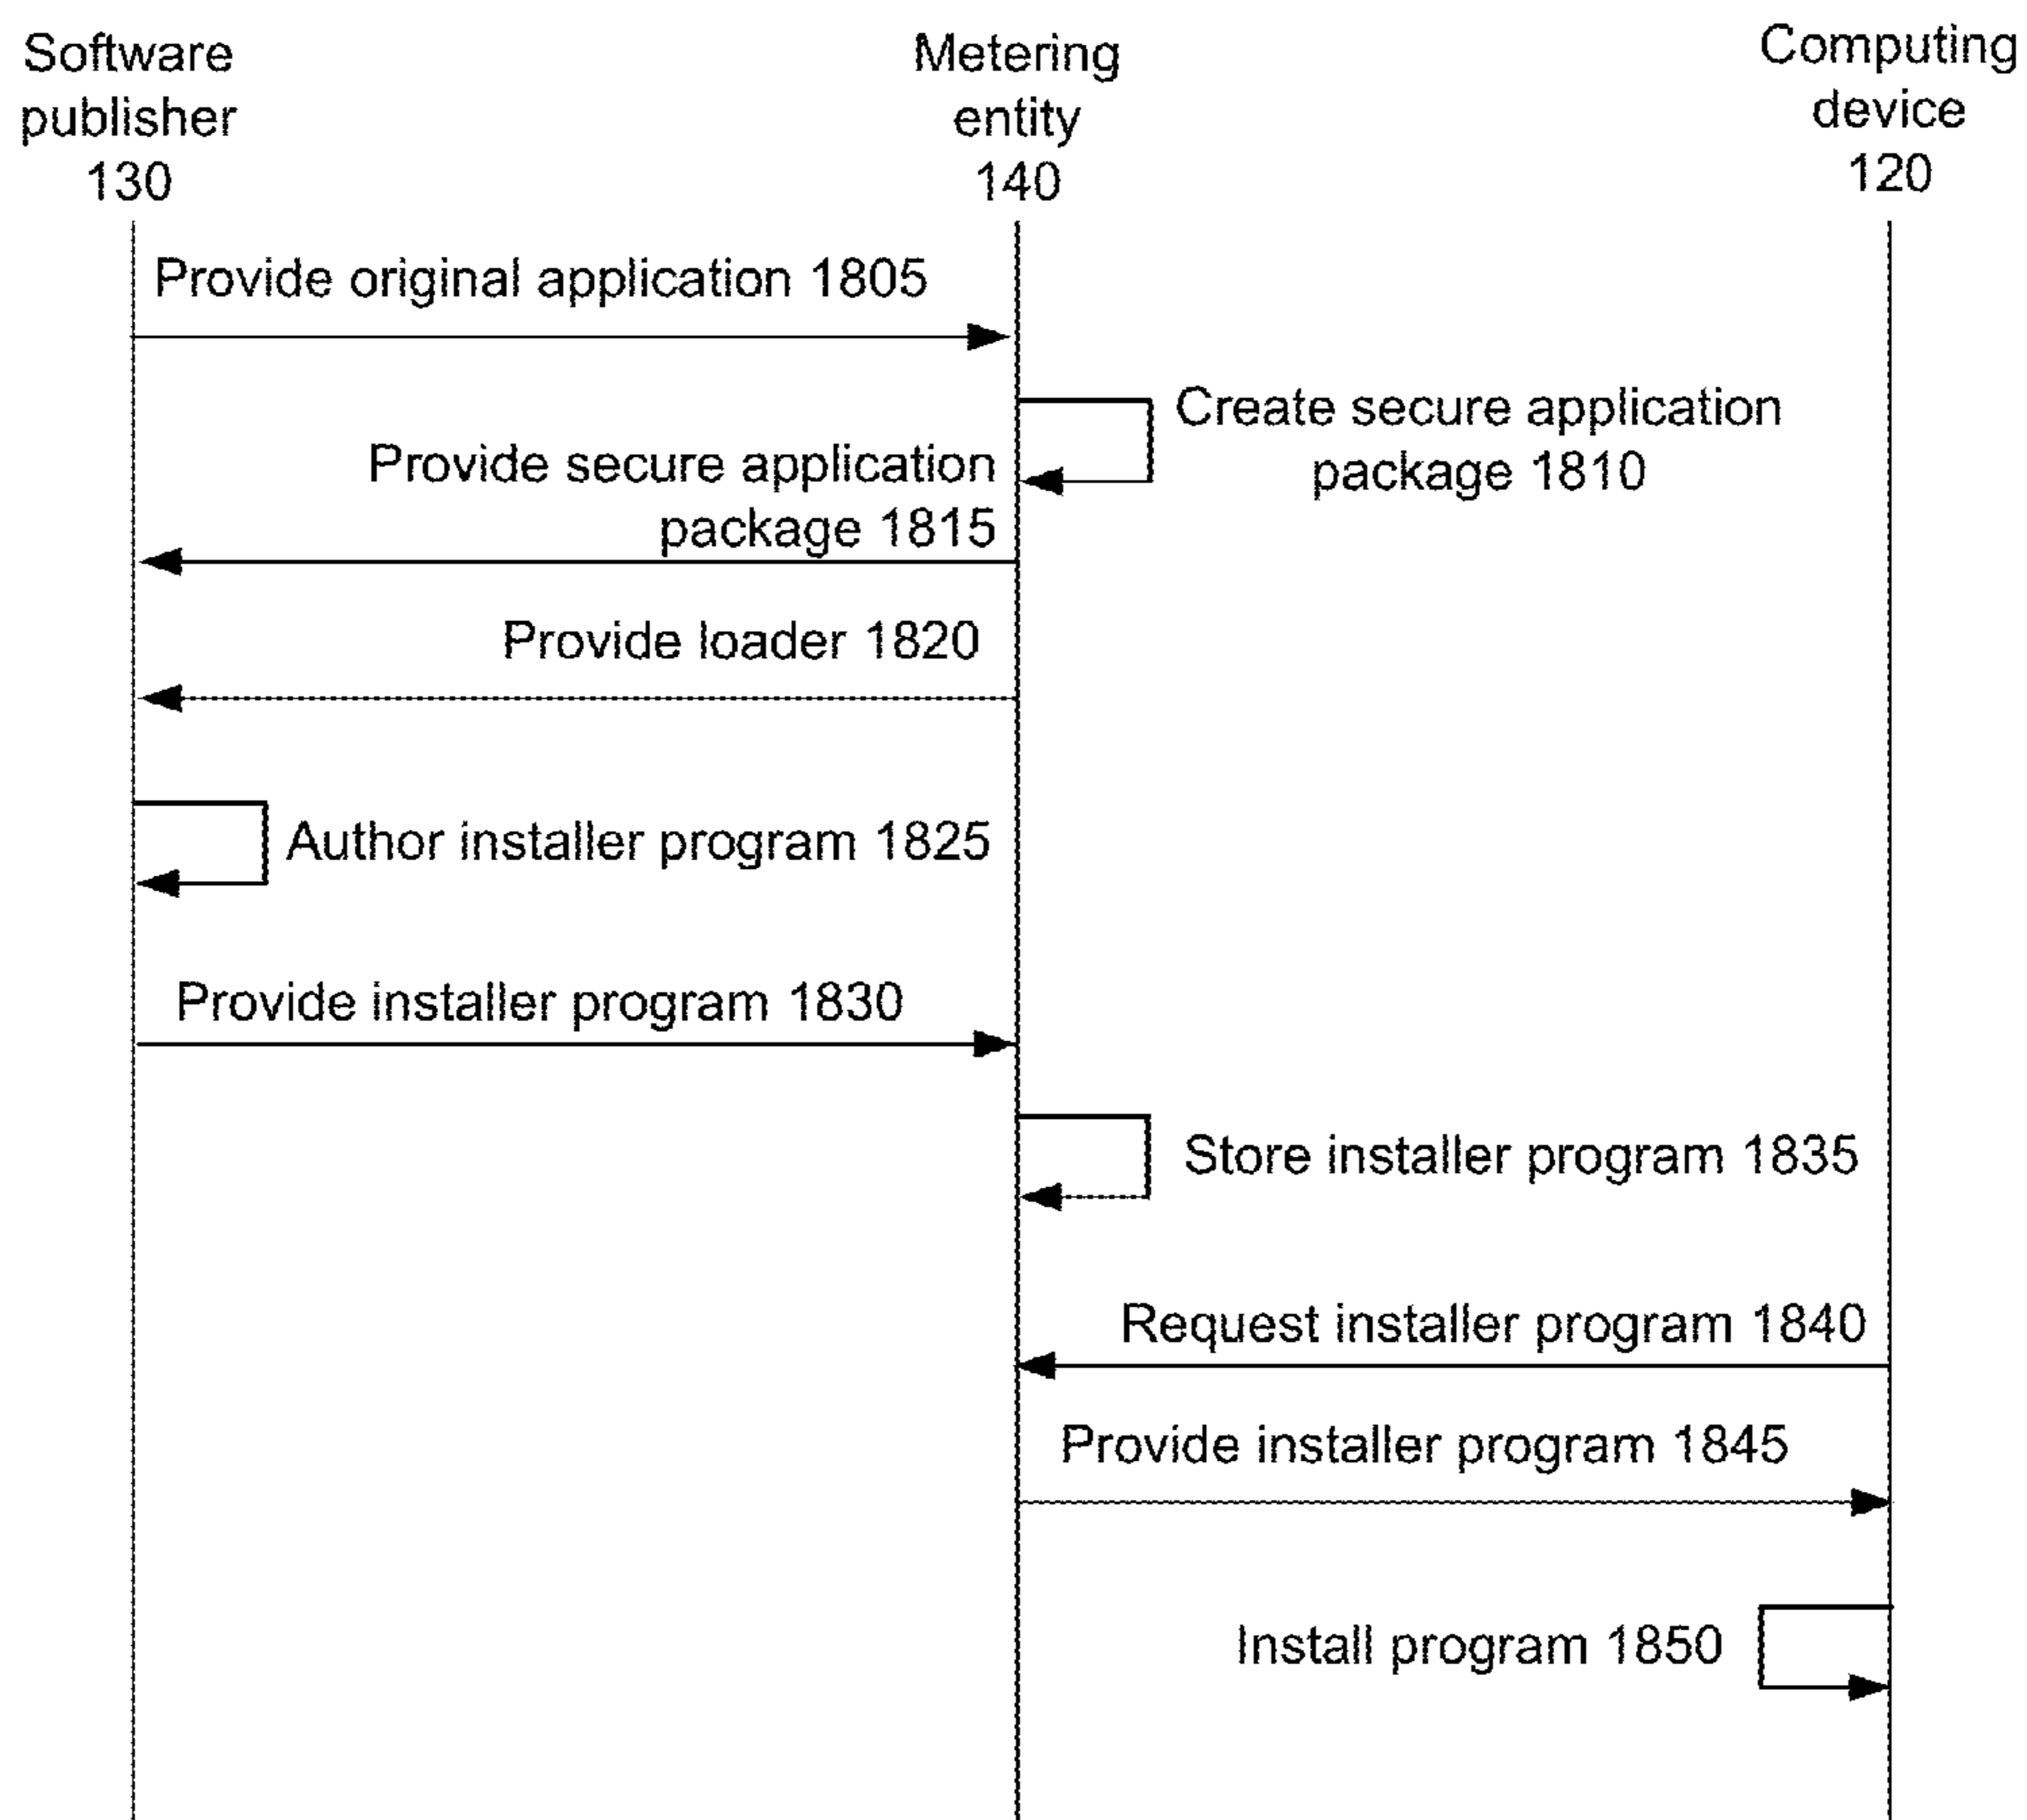 Software
publisher
130
Metering
entity
140
Computing
device
120
Provide original application 1805
Create secure application
package 1810
Provide secure application
package 1815
Provide loader 1820
Author installer program 1825
Provide installer program 1830
Store installer program 1835
Request installer program 1840
Provide installer program 1845
Install program 1850